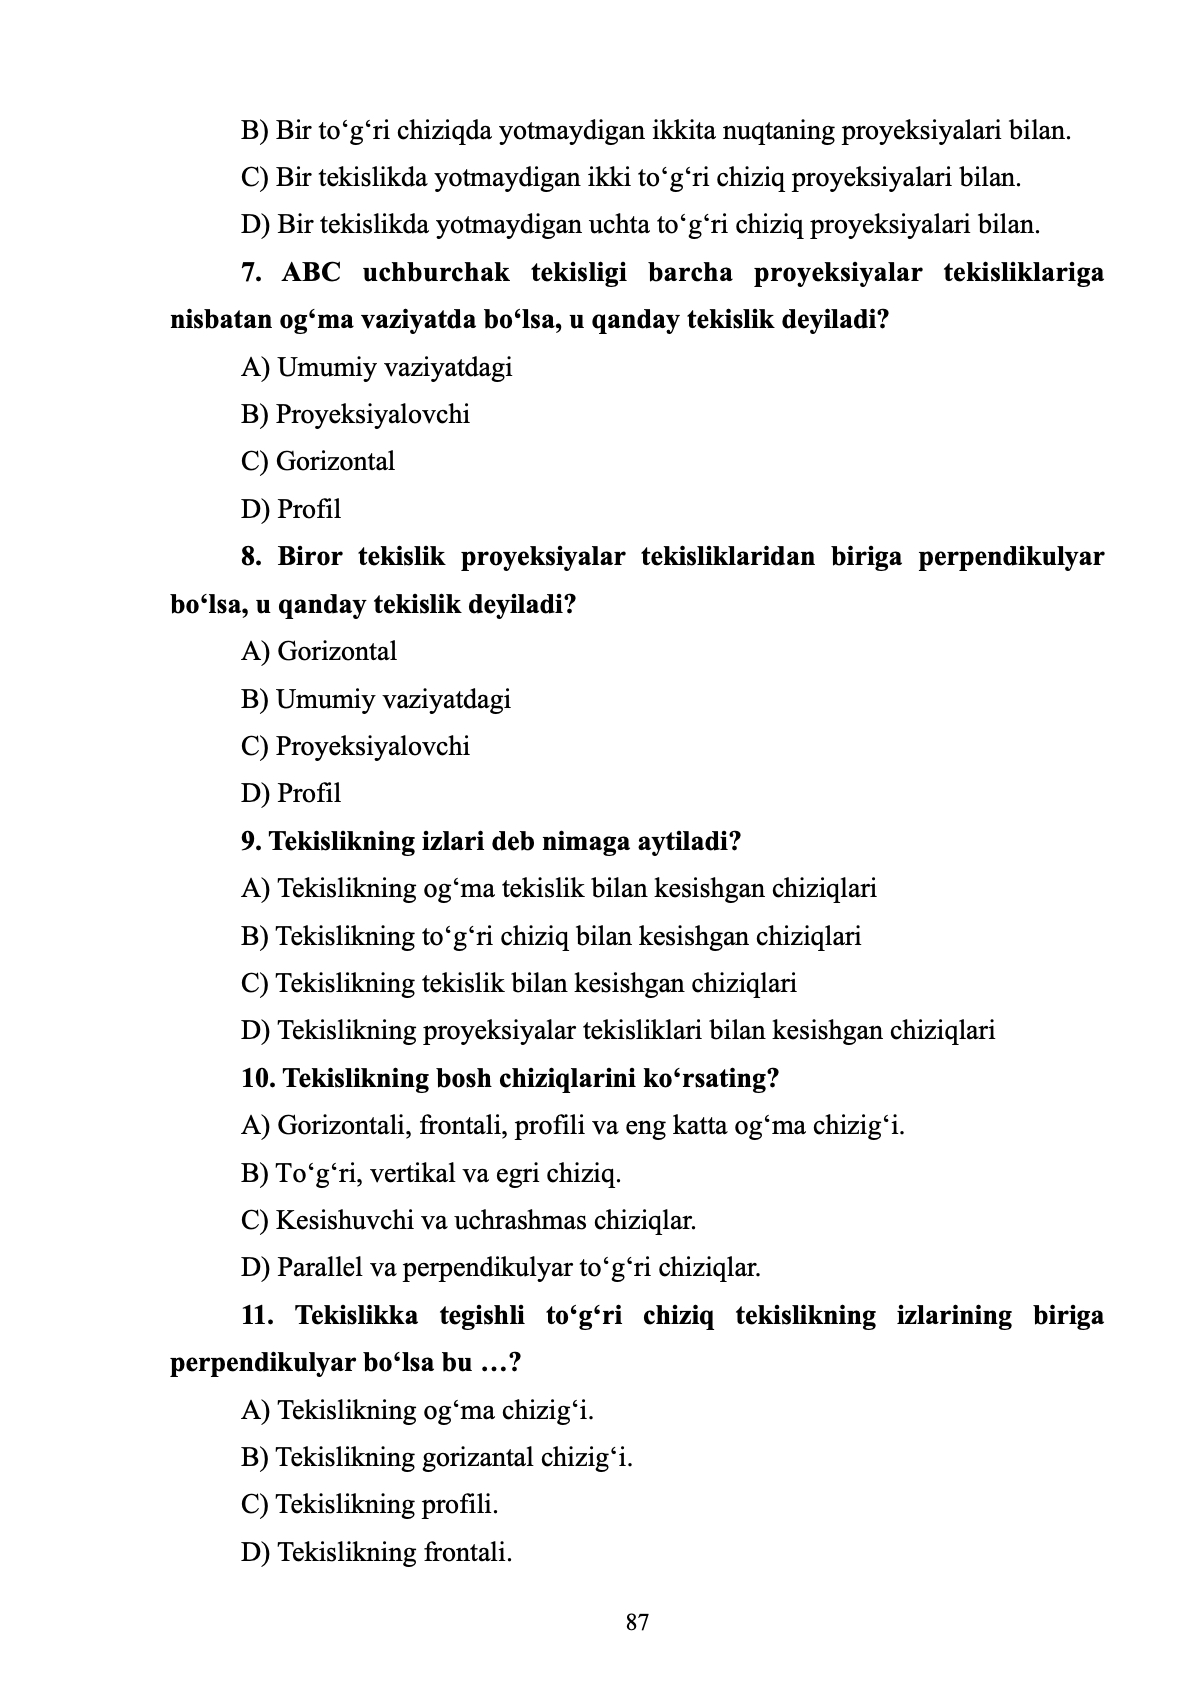 B) Bir to‘g‘ri chiziqda yotmaydigan ikkita nuqtaning proyeksiyalari bilan.
C) Bir tekislikda yotmaydigan ikki to‘g‘ri chiziq proyeksiyalari bilan.
D) Bir tekislikda yotmaydigan uchta to‘g‘ri chiziq proyeksiyalari bilan.
7. ABC uchburchak tekisligi barcha proyeksiyalar tekisliklariga
nisbatan og‘ma vaziyatda bo‘lsa, u qanday tekislik deyiladi?
A) Umumiy vaziyatdagi
B) Proyeksiyalovchi
C) Gorizontal
D) Profil
8. Biror tekislik proyeksiyalar tekisliklaridan biriga perpendikulyar
bo‘lsa, u qanday tekislik deyiladi?
A) Gorizontal
B) Umumiy vaziyatdagi
C) Proyeksiyalovchi
D) Profil
9. Tekislikning izlari deb nimaga aytiladi?
A) Tekislikning og‘ma tekislik bilan kesishgan chiziqlari
B) Tekislikning to‘g‘ri chiziq bilan kesishgan chiziqlari
C) Tekislikning tekislik bilan kesishgan chiziqlari
D) Tekislikning proyeksiyalar tekisliklari bilan kesishgan chiziqlari
10. Tekislikning bosh chiziqlarini ko‘rsating?
A) Gorizontali, frontali, profili va eng katta og‘ma chizig‘i.
B) To‘g‘ri, vertikal va egri chiziq.
C) Kesishuvchi va uchrashmas chiziqlar.
D) Parallel va perpendikulyar to‘g‘ri chiziqlar.
11. Tekislikka tegishli to‘g‘ri chiziq tekislikning izlarining biriga
perpendikulyar bo‘lsa bu …?
A) Tekislikning og‘ma chizig‘i.
B) Tekislikning gorizantal chizig‘i.
C) Tekislikning profili.
D) Tekislikning frontali.
87